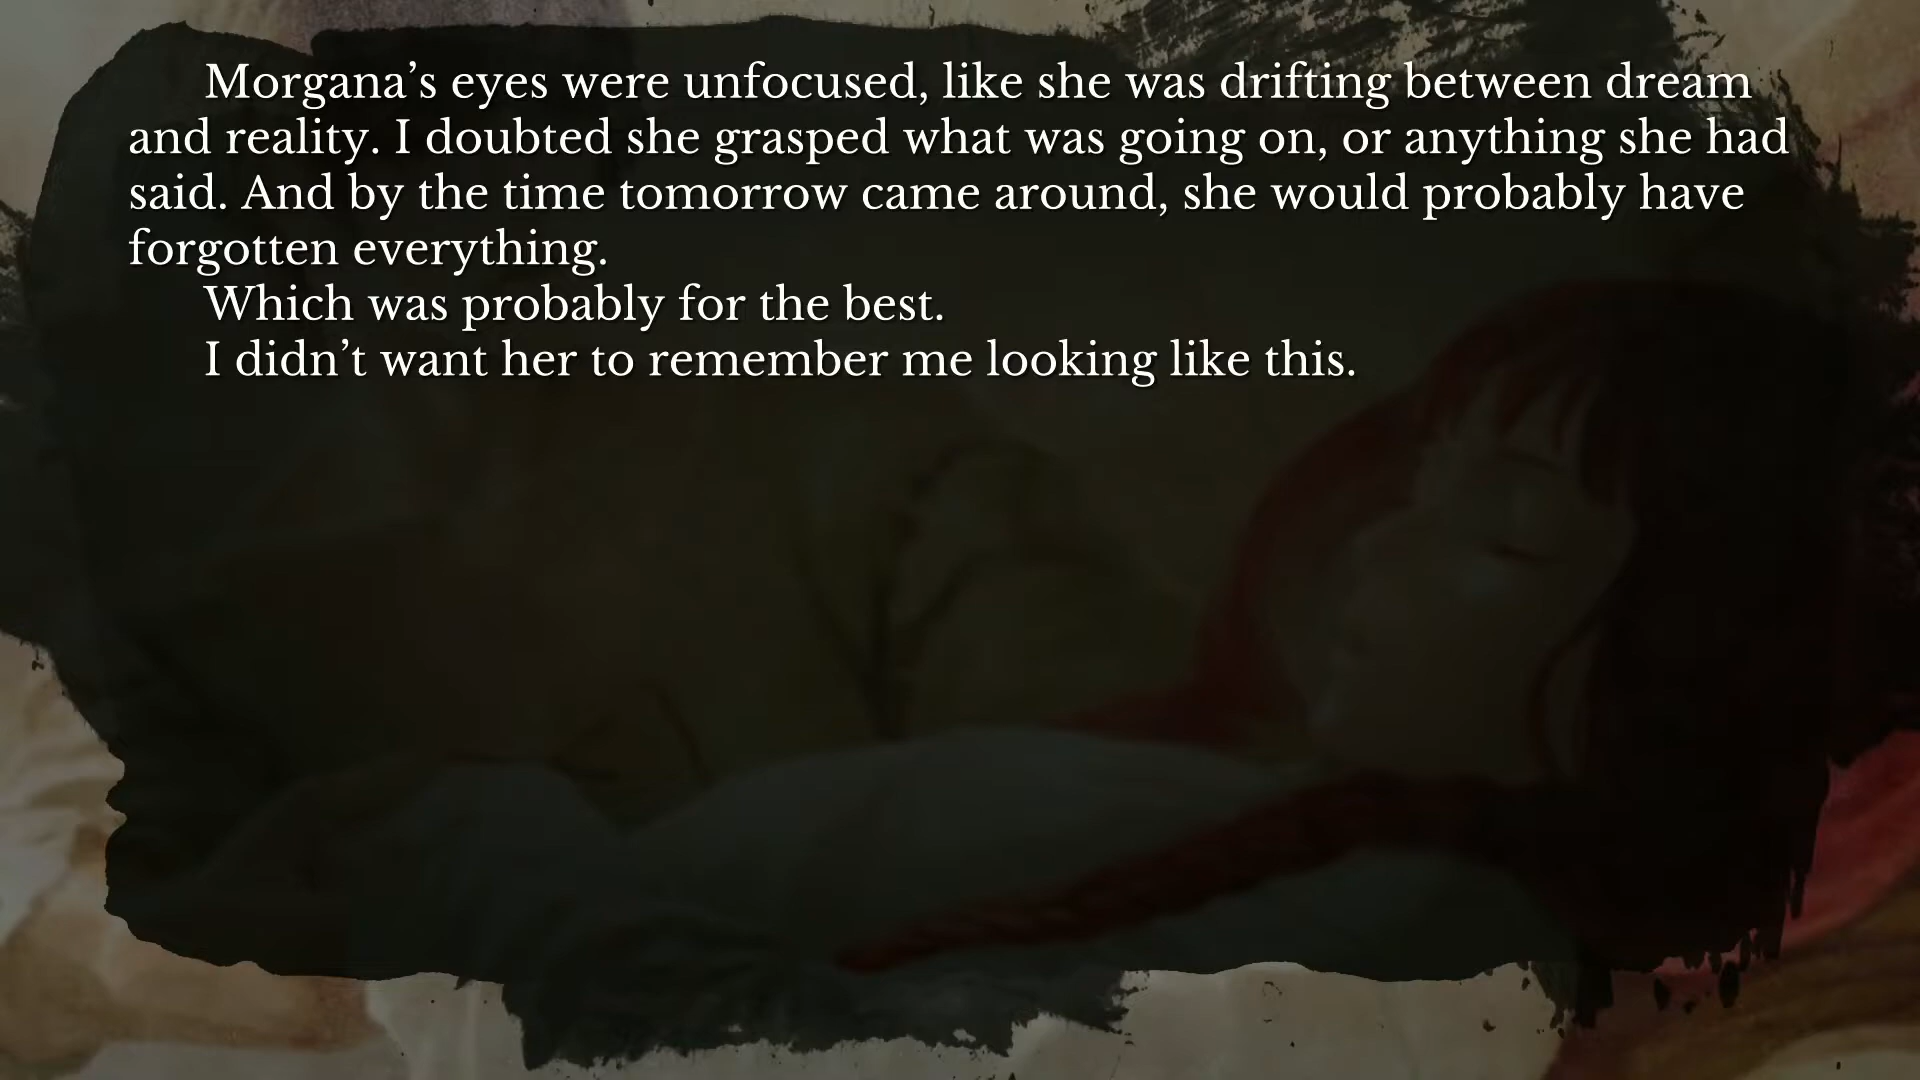 Morgana’s eyes were unfocused, like she was drifting between dream
and reality. I doubted she grasped what was going on, or anything she had
said. And by the time tomorrow came around, she would probably have
forgotten everything.
Which was probably for the best.
I didn’t want her to remember me looking like this.